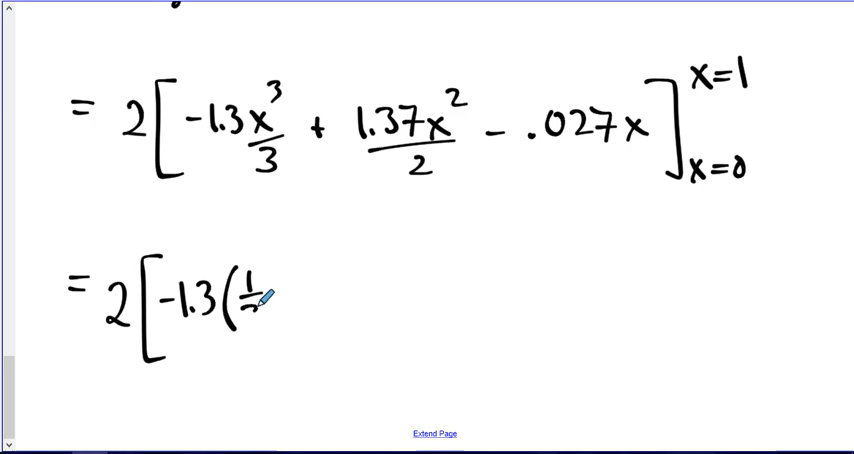 = 2 [ -1.3x³/3 + 1.37x²/2 - .027x ] x=1 x=0
= 2 [ -1.3 ( 1/
Extend Page